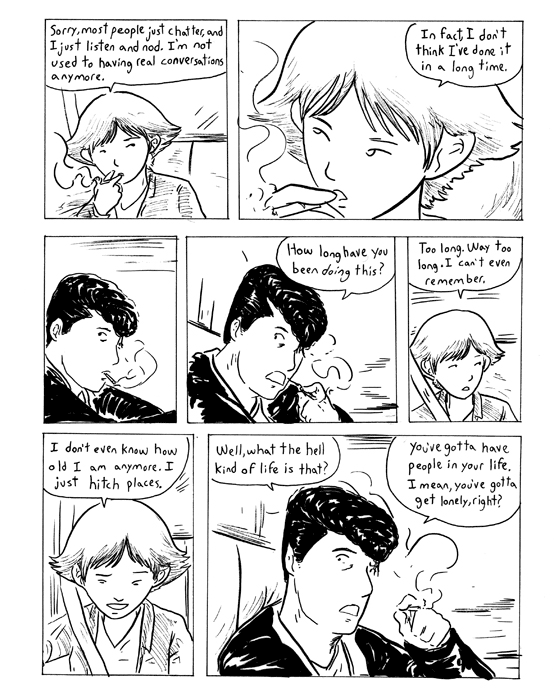 Sorry, most people just chatter, and
I just listen and nod. I'm not
used to having real conversations
anymore.
In fact, I don't
think I've done it
in a long time.
How long have you
been doing this?
Too long. Way too
long. I can't even
remember.
I don't even know how
old I am anymore. I
just hitch places.
Well, what the hell
kind of life is that?
You've gotta have
people in your life.
I mean, you've gotta
get lonely, right?